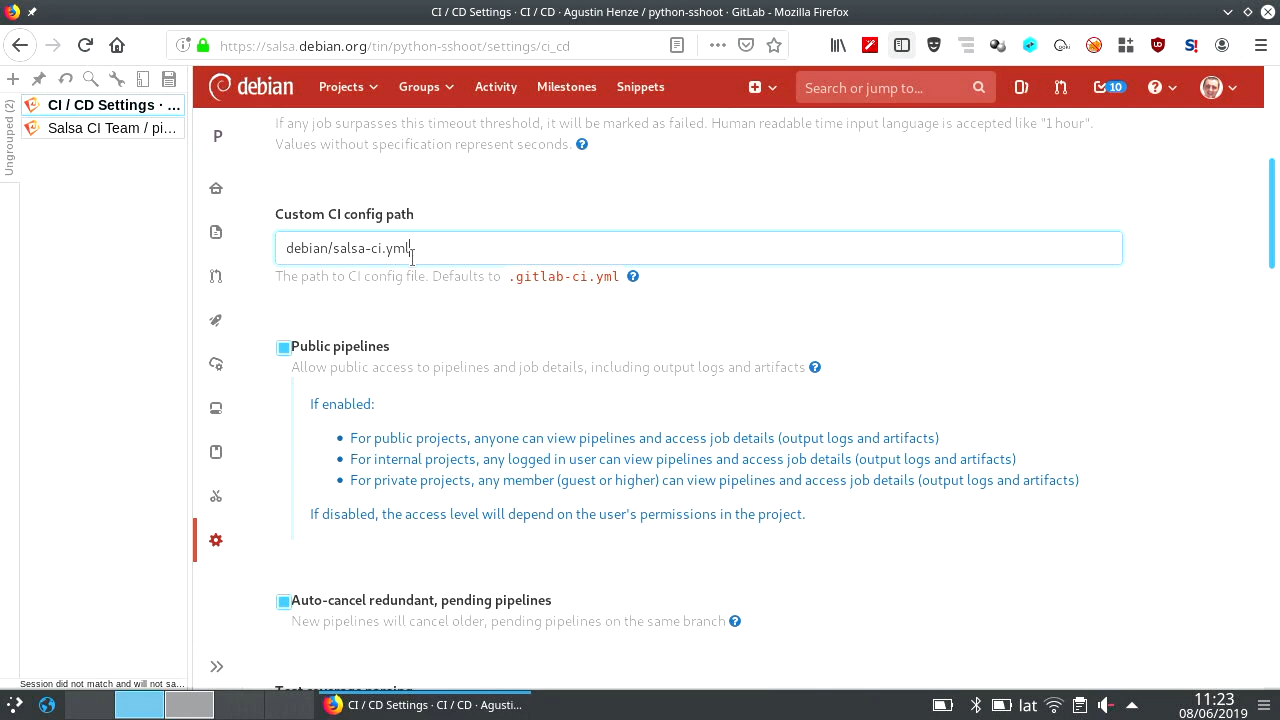 CI / CD Settings · CI / CD · Agustin Henze / python-sshoot · GitLab - Mozilla Firefox
https://salsa.debian.org/tin/python-sshoot/settings/ci_cd
debian
Projects
Groups
Activity
Milestones
Snippets
Search or jump to...
10
Ungrouped (2)
CI / CD Settings · ...
Salsa CI Team / pi...
P
If any job surpasses this timeout threshold, it will be marked as failed. Human readable time input language is accepted like "1 hour".
Values without specification represent seconds.
Custom CI config path
debian/salsa-ci.yml
The path to CI config file. Defaults to .gitlab-ci.yml
Public pipelines
Allow public access to pipelines and job details, including output logs and artifacts
If enabled:
• For public projects, anyone can view pipelines and access job details (output logs and artifacts)
• For internal projects, any logged in user can view pipelines and access job details (output logs and artifacts)
• For private projects, any member (guest or higher) can view pipelines and access job details (output logs and artifacts)
If disabled, the access level will depend on the user's permissions in the project.
Auto-cancel redundant, pending pipelines
New pipelines will cancel older, pending pipelines on the same branch
Test coverage parsing
Session did not match and will not sa...
CI / CD Settings · CI / CD · Agusti...
lat
11:23
08/06/2019